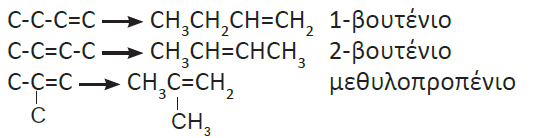 C-C-C=C → CH₃CH₂CH=CH₂ 1-βουτένιο
C-C=C-C → CH₃CH=CHCH₃ 2-βουτένιο
C-C=C → CH₃C=CH₂ μεθυλοπροπένιο
C CH₃